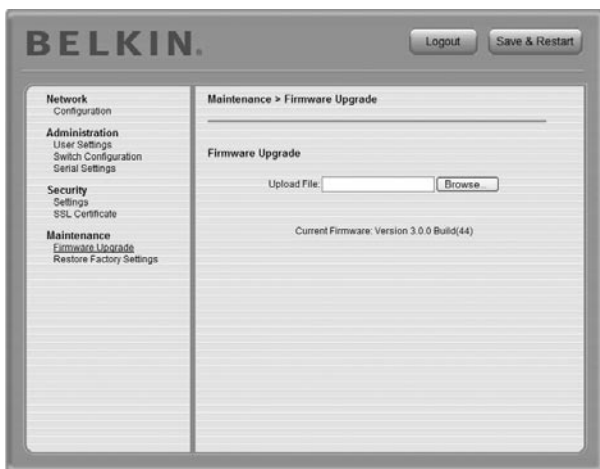 BELKIN.
Logout
Save & Restart
Network
Configuration
Administration
User Settings
Switch Configuration
Serial Settings
Security
Settings
SSL Certificate
Maintenance
Firmware Upgrade
Restore Factory Settings
Maintenance > Firmware Upgrade
Firmware Upgrade
Upload File: Browse...
Current Firmware: Version 3.0.0 Build(44)